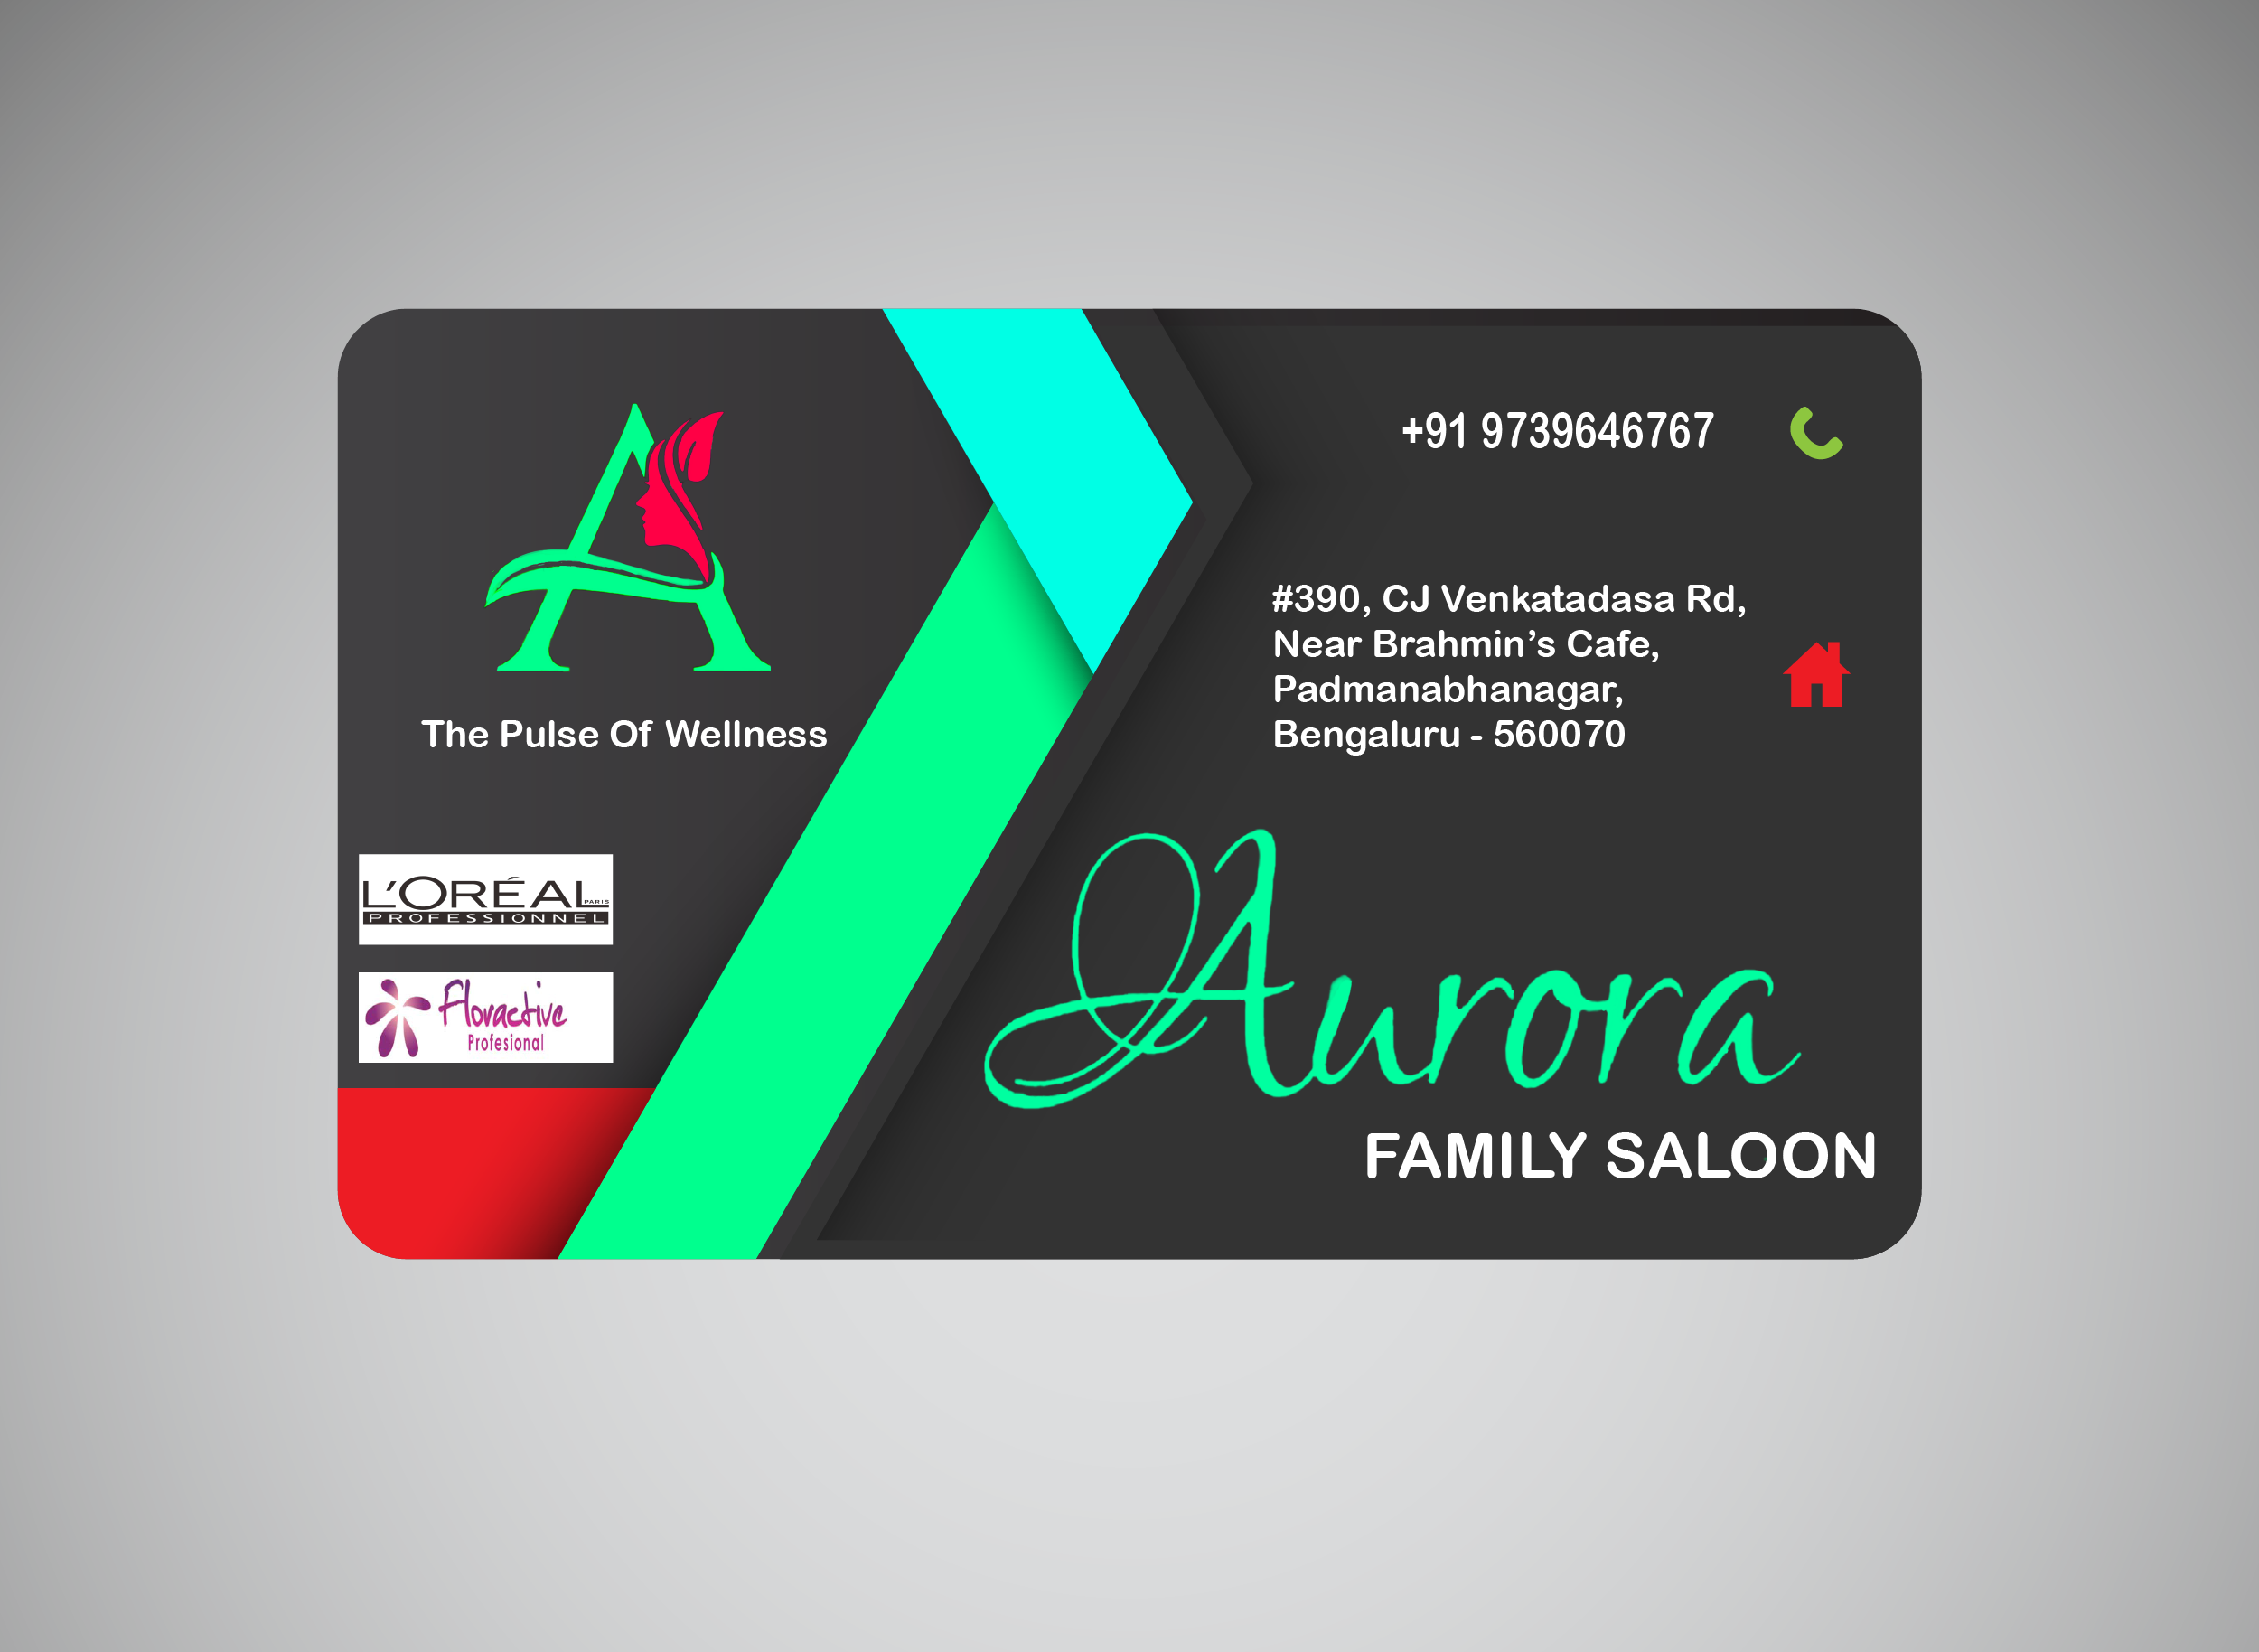 The Pulse Of Wellness
L'ORÉAL
PARIS
PROFESSIONNEL
Floractive
Profesional
+91 9739646767
#390, CJ Venkatadasa Rd,
Near Brahmin’s Cafe,
Padmanabhanagar,
Bengaluru - 560070
Aurora
FAMILY SALOON